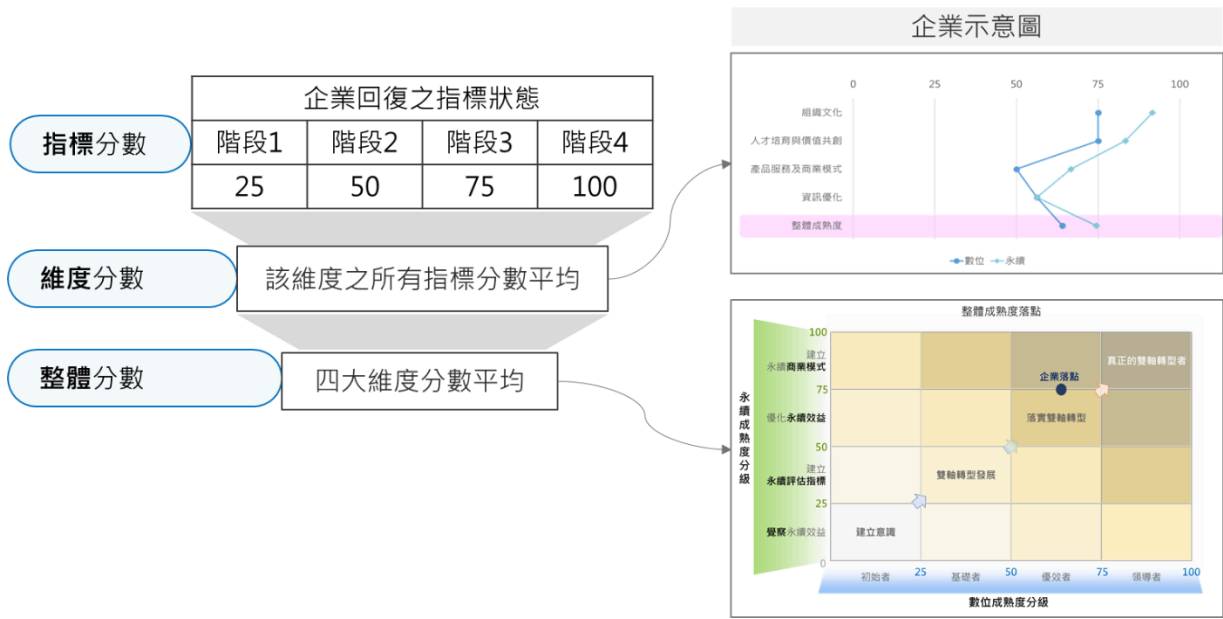 企業示意圖
企業回復之指標狀態
指標分數
階段1 階段2 階段3 階段4
25 50 75 100
維度分數
該維度之所有指標分數平均
整體分數
四大維度分數平均
0 25 50 75 100
組織文化
人才培育與價值共創
產品服務及商業模式
資訊優化
整體成熟度
數位 永續
整體成熟度落點
永續成熟度分級
100
建立
永續商業模式
真正的雙軸轉型者
企業落點
75
優化永續效益
落實雙軸轉型
50
建立
永續評估指標
雙軸轉型發展
25
覺察永續效益
建立意識
0
初始者 25 基礎者 50 優效者 75 領導者 100
數位成熟度分級